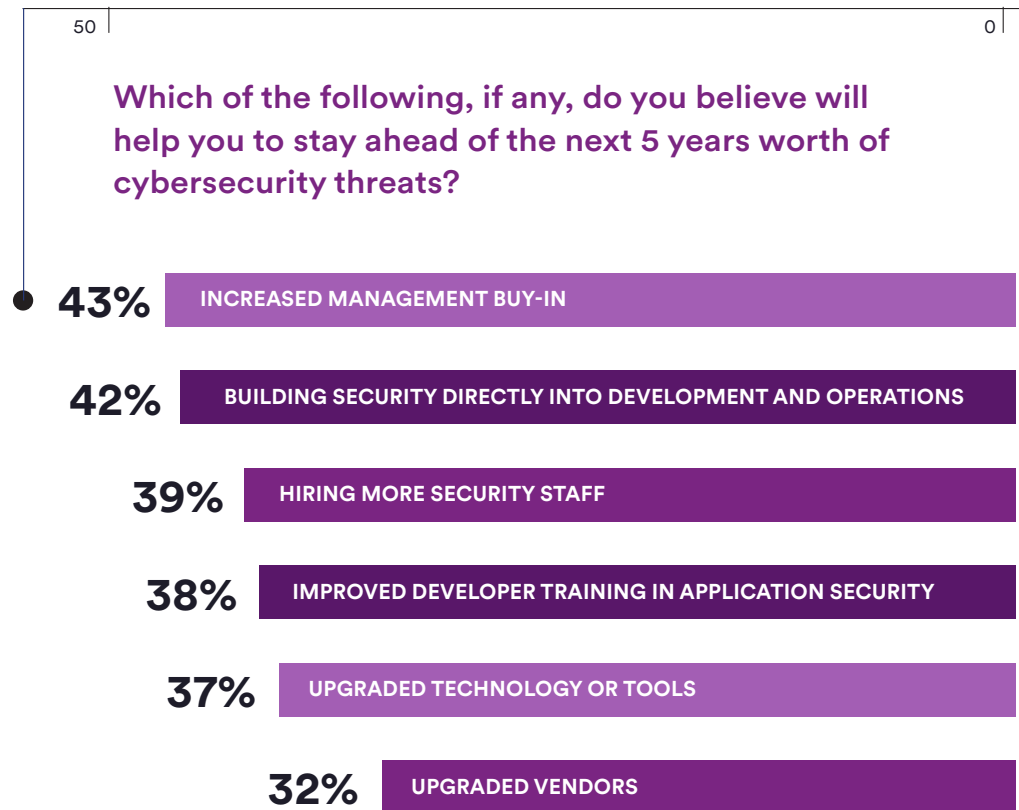 50 0
Which of the following, if any, do you believe will
help you to stay ahead of the next 5 years worth of
cybersecurity threats?
43% INCREASED MANAGEMENT BUY-IN
42% BUILDING SECURITY DIRECTLY INTO DEVELOPMENT AND OPERATIONS
39% HIRING MORE SECURITY STAFF
38% IMPROVED DEVELOPER TRAINING IN APPLICATION SECURITY
37% UPGRADED TECHNOLOGY OR TOOLS
32% UPGRADED VENDORS